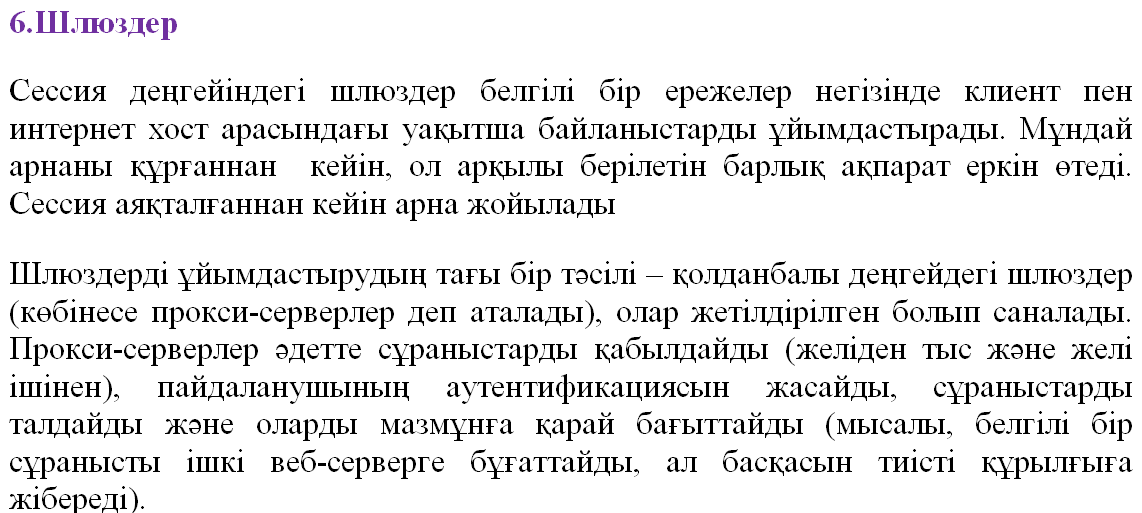 6.Шлюздер
Сессия деңгейіндегі шлюздер белгілі бір ережелер негізінде клиент пен
интернет хост арасындағы уақытша байланыстарды ұйымдастырады. Мұндай
арнаны құрғаннан кейін, ол арқылы берілетін барлық ақпарат еркін өтеді.
Сессия аяқталғаннан кейін арна жойылады
Шлюздерді ұйымдастырудың тағы бір тәсілі – қолданбалы деңгейдегі шлюздер
(көбінесе прокси-серверлер деп аталады), олар жетілдірілген болып саналады.
Прокси-серверлер әдетте сұраныстарды қабылдайды (желіден тыс және желі
ішінен), пайдаланушының аутентификациясын жасайды, сұраныстарды
талдайды және оларды мазмұнға қарай бағыттайды (мысалы, белгілі бір
сұранысты ішкі веб-серверге бұғаттайды, ал басқасын тиісті құрылғыға
жібереді).